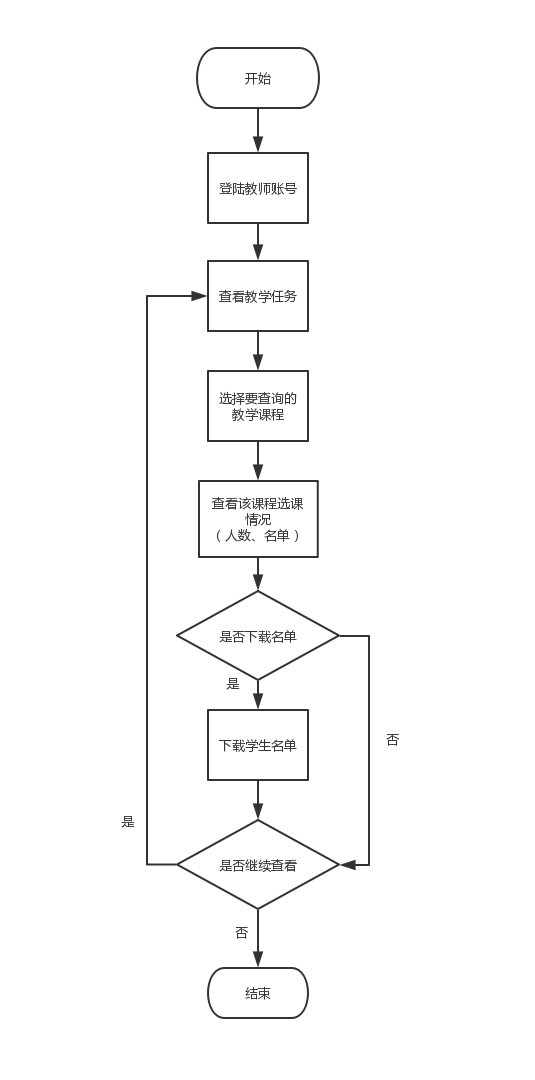 开始
登陆教师账号
查看教学任务
选择要查询的
教学课程
查看该课程选课
情况
（人数、名单）
是否下载名单
是
下载学生名单
否
是
是否继续查看
否
结束